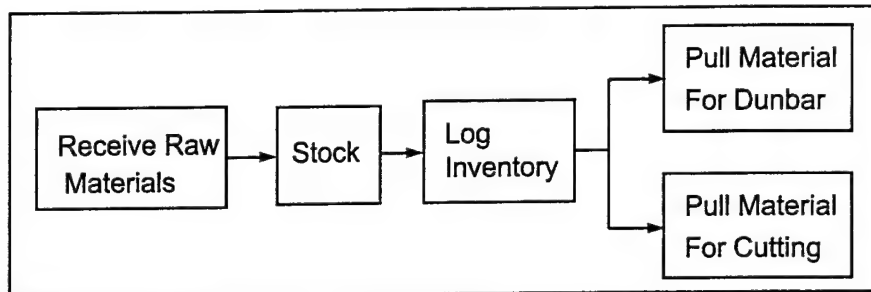 Receive Raw
Materials
Stock
Log
Inventory
Pull Material
For Dunbar
Pull Material
For Cutting